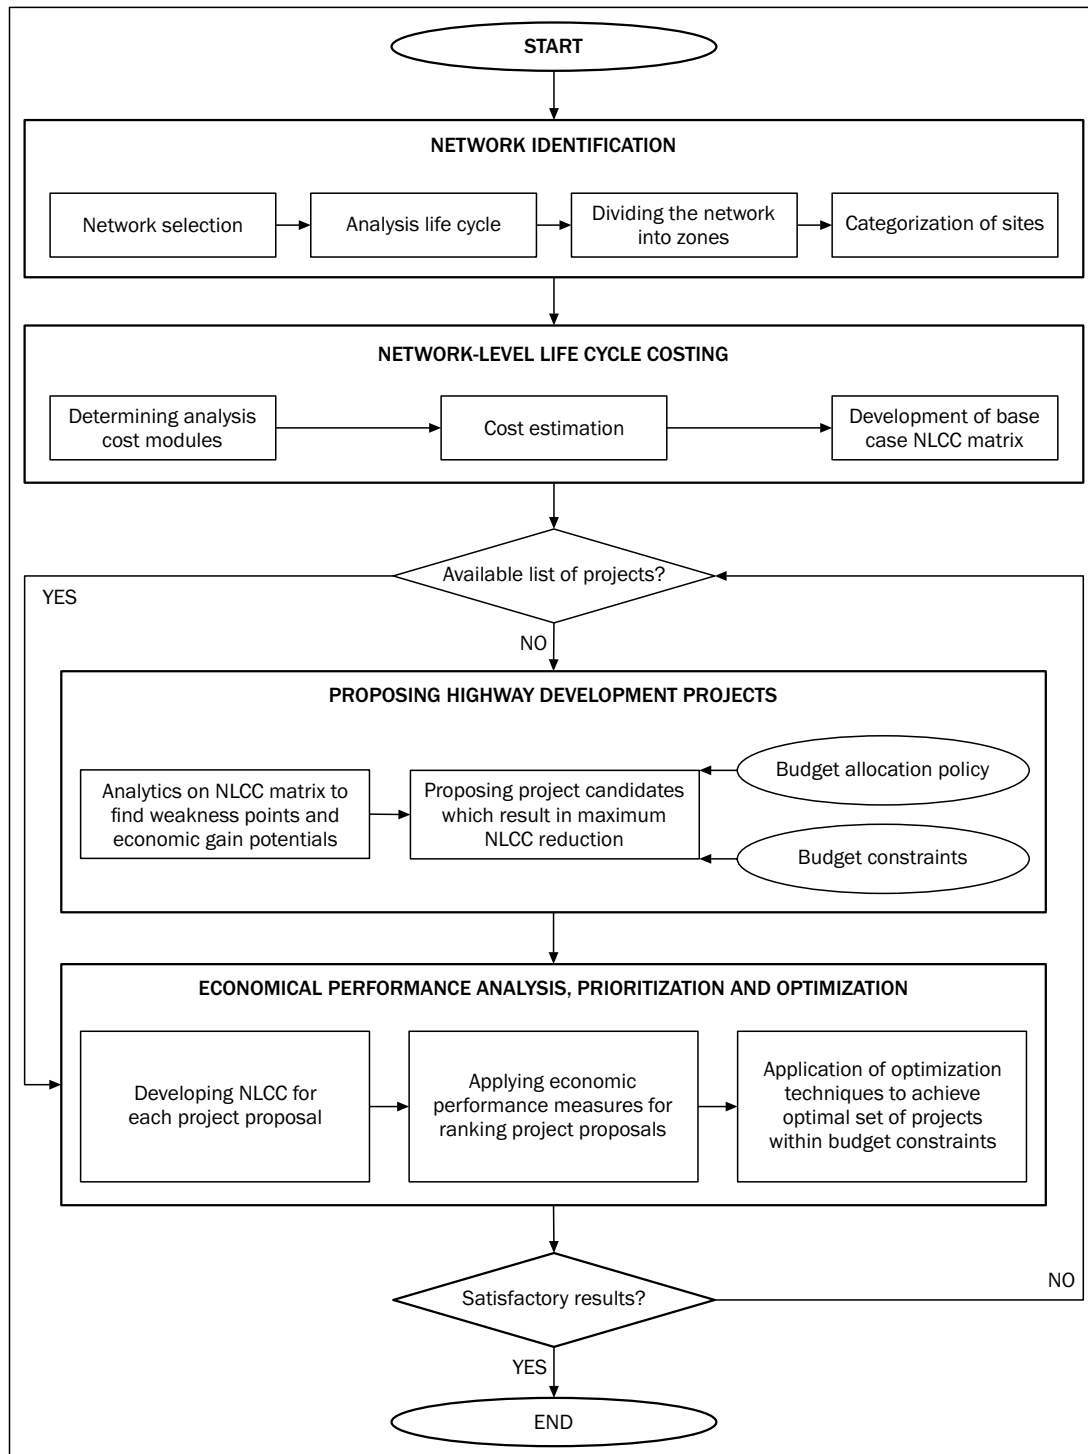 START
NETWORK IDENTIFICATION
Network selection
Analysis life cycle
Dividing the network
into zones
Categorization of sites
NETWORK-LEVEL LIFE CYCLE COSTING
Determining analysis
cost modules
Cost estimation
Development of base
case NLCC matrix
Available list of projects?
YES
NO
PROPOSING HIGHWAY DEVELOPMENT PROJECTS
Analytics on NLCC matrix to
find weakness points and
economic gain potentials
Proposing project candidates
which result in maximum
NLCC reduction
Budget allocation policy
Budget constraints
ECONOMICAL PERFORMANCE ANALYSIS, PRIORITIZATION AND OPTIMIZATION
Developing NLCC for
each project proposal
Applying economic
performance measures for
ranking project proposals
Application of optimization
techniques to achieve
optimal set of projects
within budget constraints
Satisfactory results?
NO
YES
END